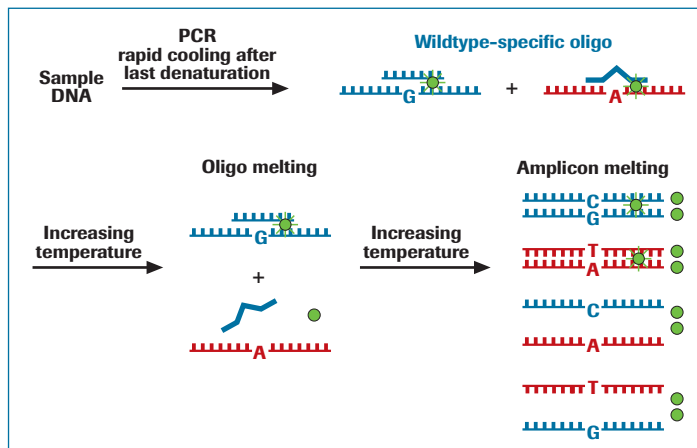 PCR
rapid cooling after
last denaturation
Sample
DNA
Wildtype-specific oligo
G
+
A
Oligo melting
Amplicon melting
Increasing
temperature
G
+
A
Increasing
temperature
C
G
T
A
C
A
T
G